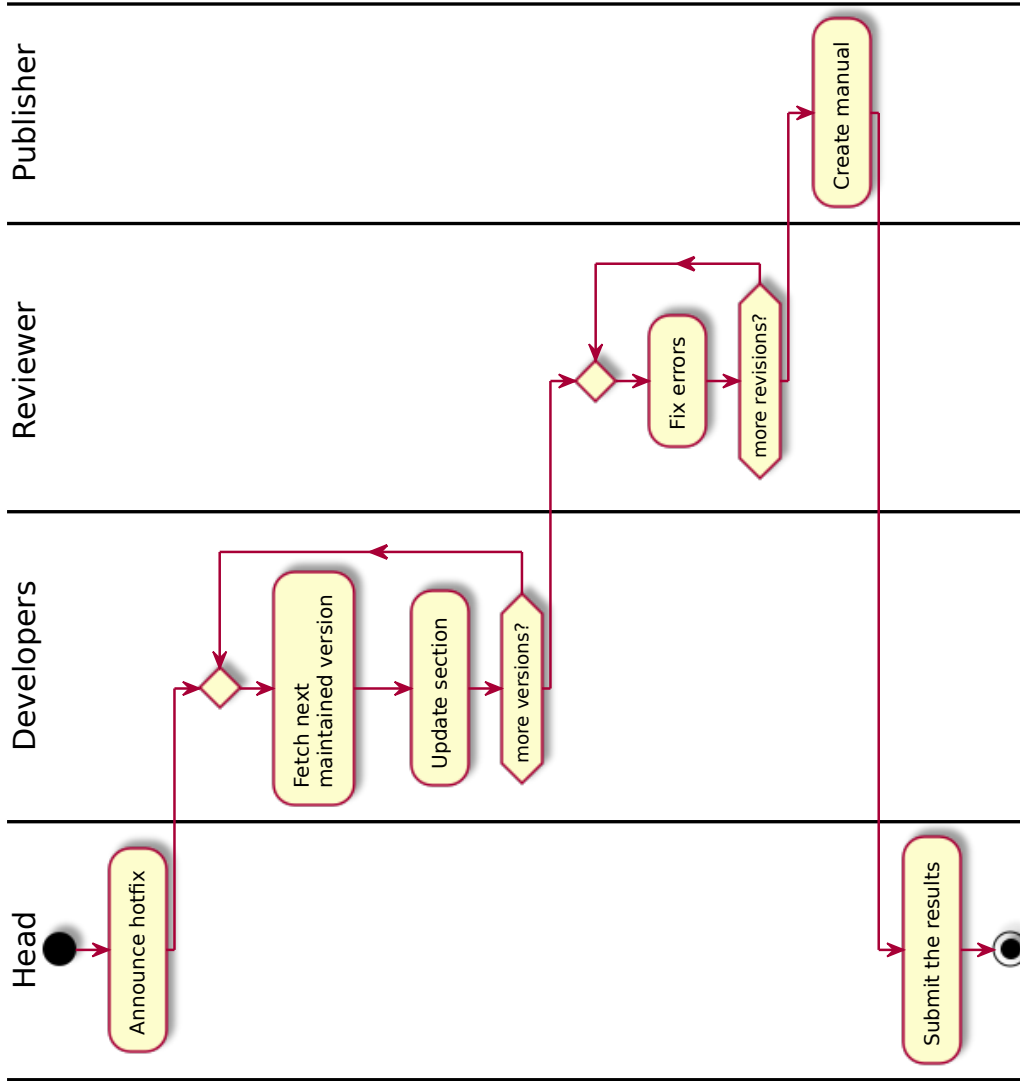 Head
Developers
Reviewer
Publisher
Announce hotfix
Fetch next
maintained version
Update section
more versions?
Fix errors
more revisions?
Create manual
Submit the results